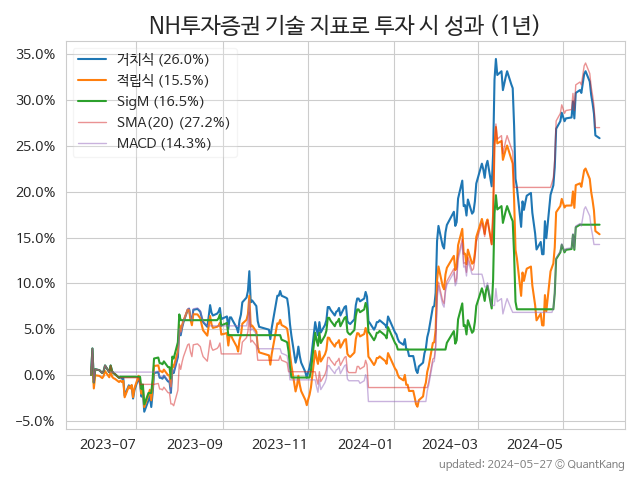 NH투자증권 기술 지표로 투자 시 성과 (1년)
거치식 (26.0%)
적립식 (15.5%)
SigM (16.5%)
SMA(20) (27.2%)
MACD (14.3%)
35.0%
30.0%
25.0%
20.0%
15.0%
10.0%
5.0%
0.0%
−5.0%
2023-07 2023-09 2023-11 2024-01 2024-03 2024-05
updated: 2024-05-27 © QuantKang